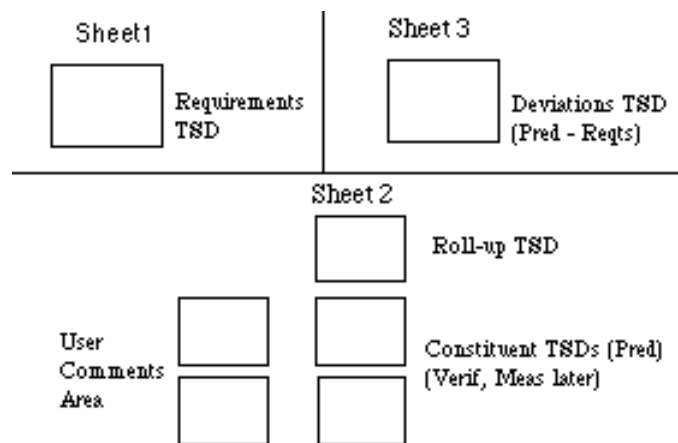 Sheet1
Requirements
TSD
Sheet 3
Deviations TSD
(Pred - Reqts)
Sheet 2
Roll-up TSD
User
Comments
Area
Constituent TSDs (Pred)
(Verif, Meas later)